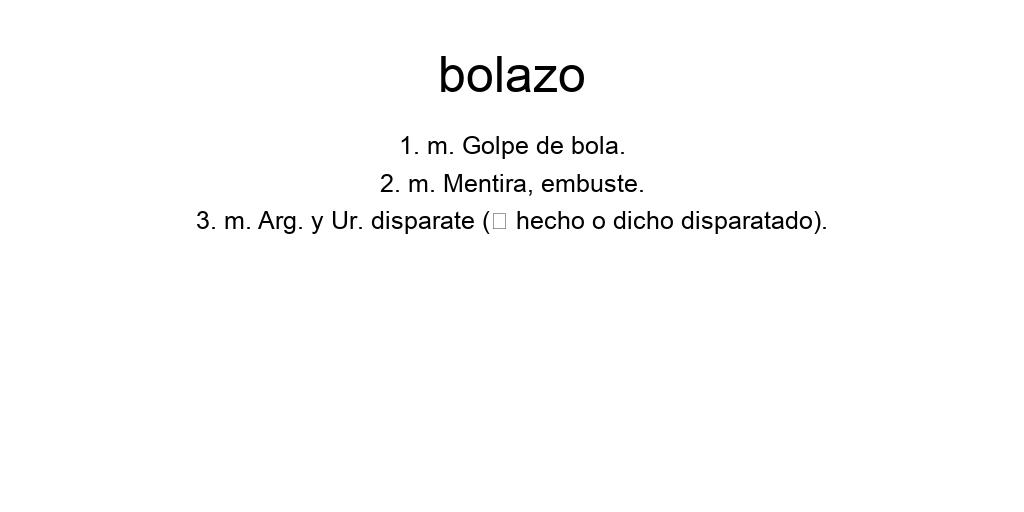 bolazo
1. m. Golpe de bola.
2. m. Mentira, embuste.
3. m. Arg. y Ur. disparate (□ hecho o dicho disparatado).